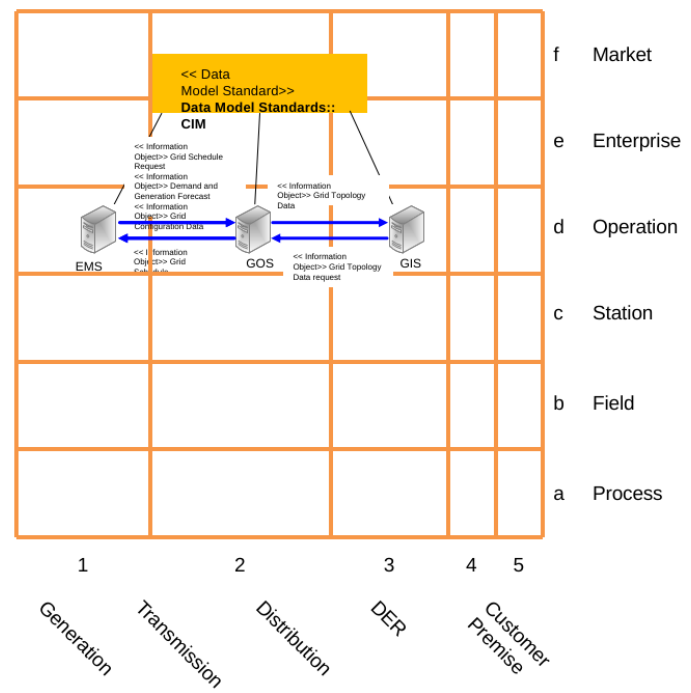 << Data
Model Standard>>
Data Model Standards::
CIM
<< Information
Object>> Grid Schedule
Request
<< Information
Object>> Demand and
Generation Forecast
<< Information
Object>> Grid
Configuration Data
<< Information
Object>> Grid
Schedule
<< Information
Object>> Grid Topology
Data
<< Information
Object>> Grid Topology
Data request
EMS
GOS
GIS
f Market
e Enterprise
d Operation
c Station
b Field
a Process
1 2 3 4 5
Generation
Transmission
Distribution
DER
Customer
Premise